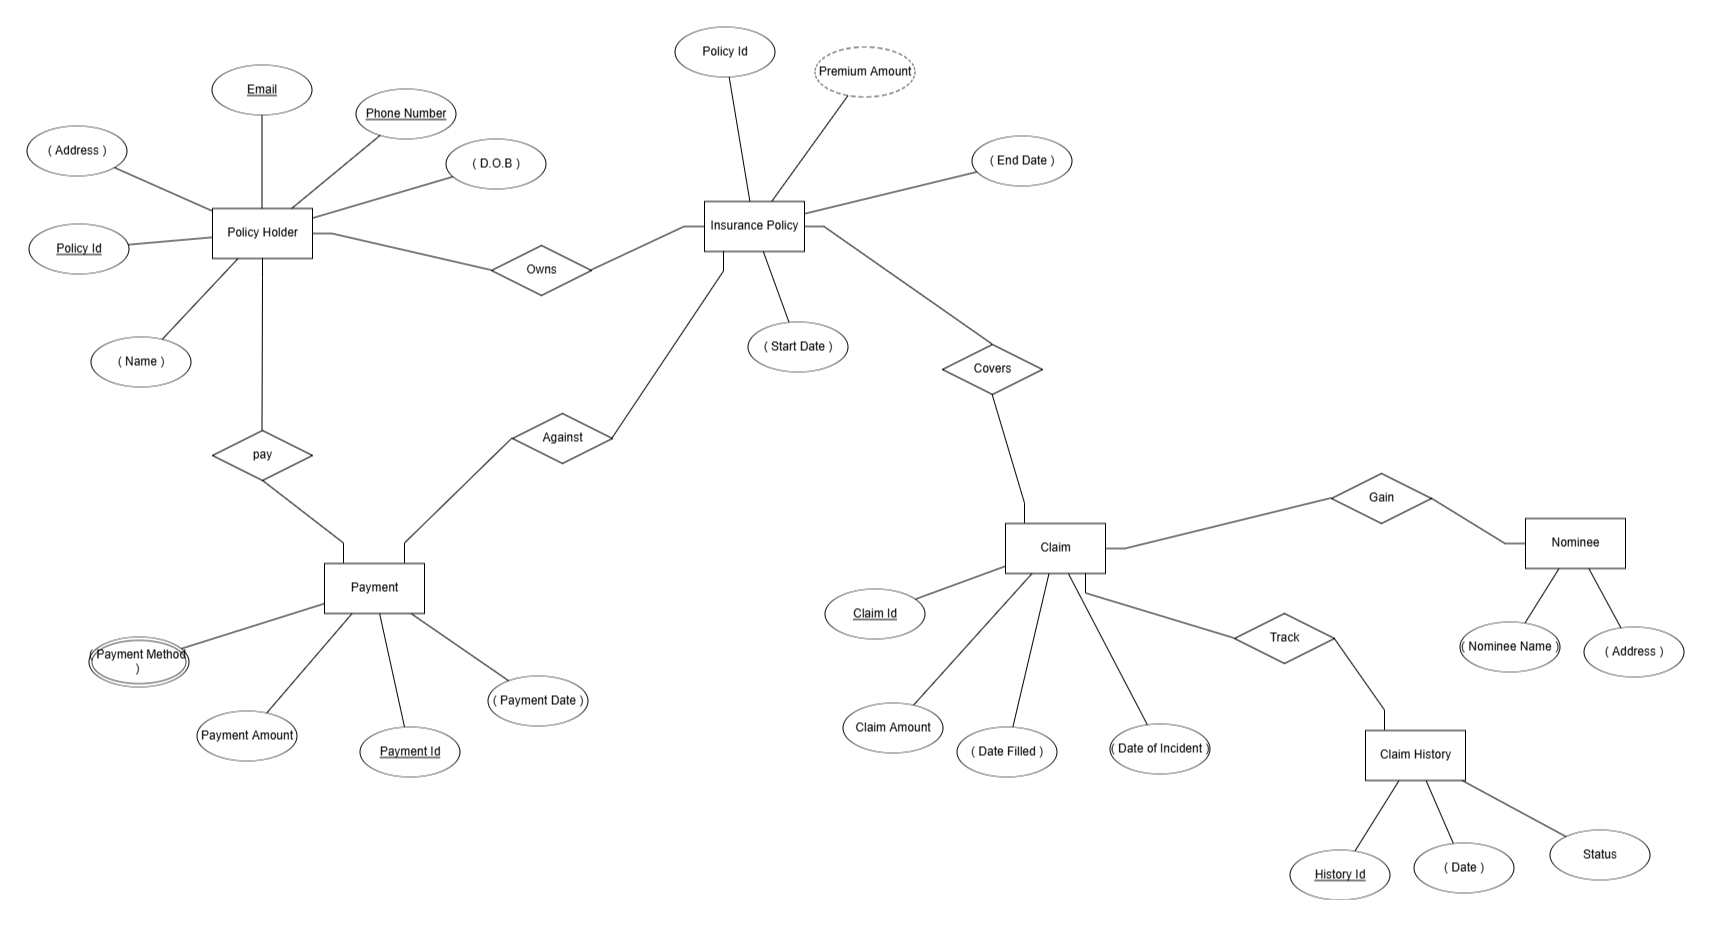 Policy Id
Premium Amount
Email
Phone Number
( Address )
( D.O.B )
( End Date )
Policy Holder
Insurance Policy
Policy Id
Owns
( Name )
( Start Date )
Covers
pay
Against
Gain
Claim
Nominee
Payment
Claim Id
Track
( Payment Method
)
( Nominee Name )
( Address )
( Payment Date )
Payment Amount
Payment Id
Claim Amount
( Date Filled )
( Date of Incident )
Claim History
History Id
( Date )
Status